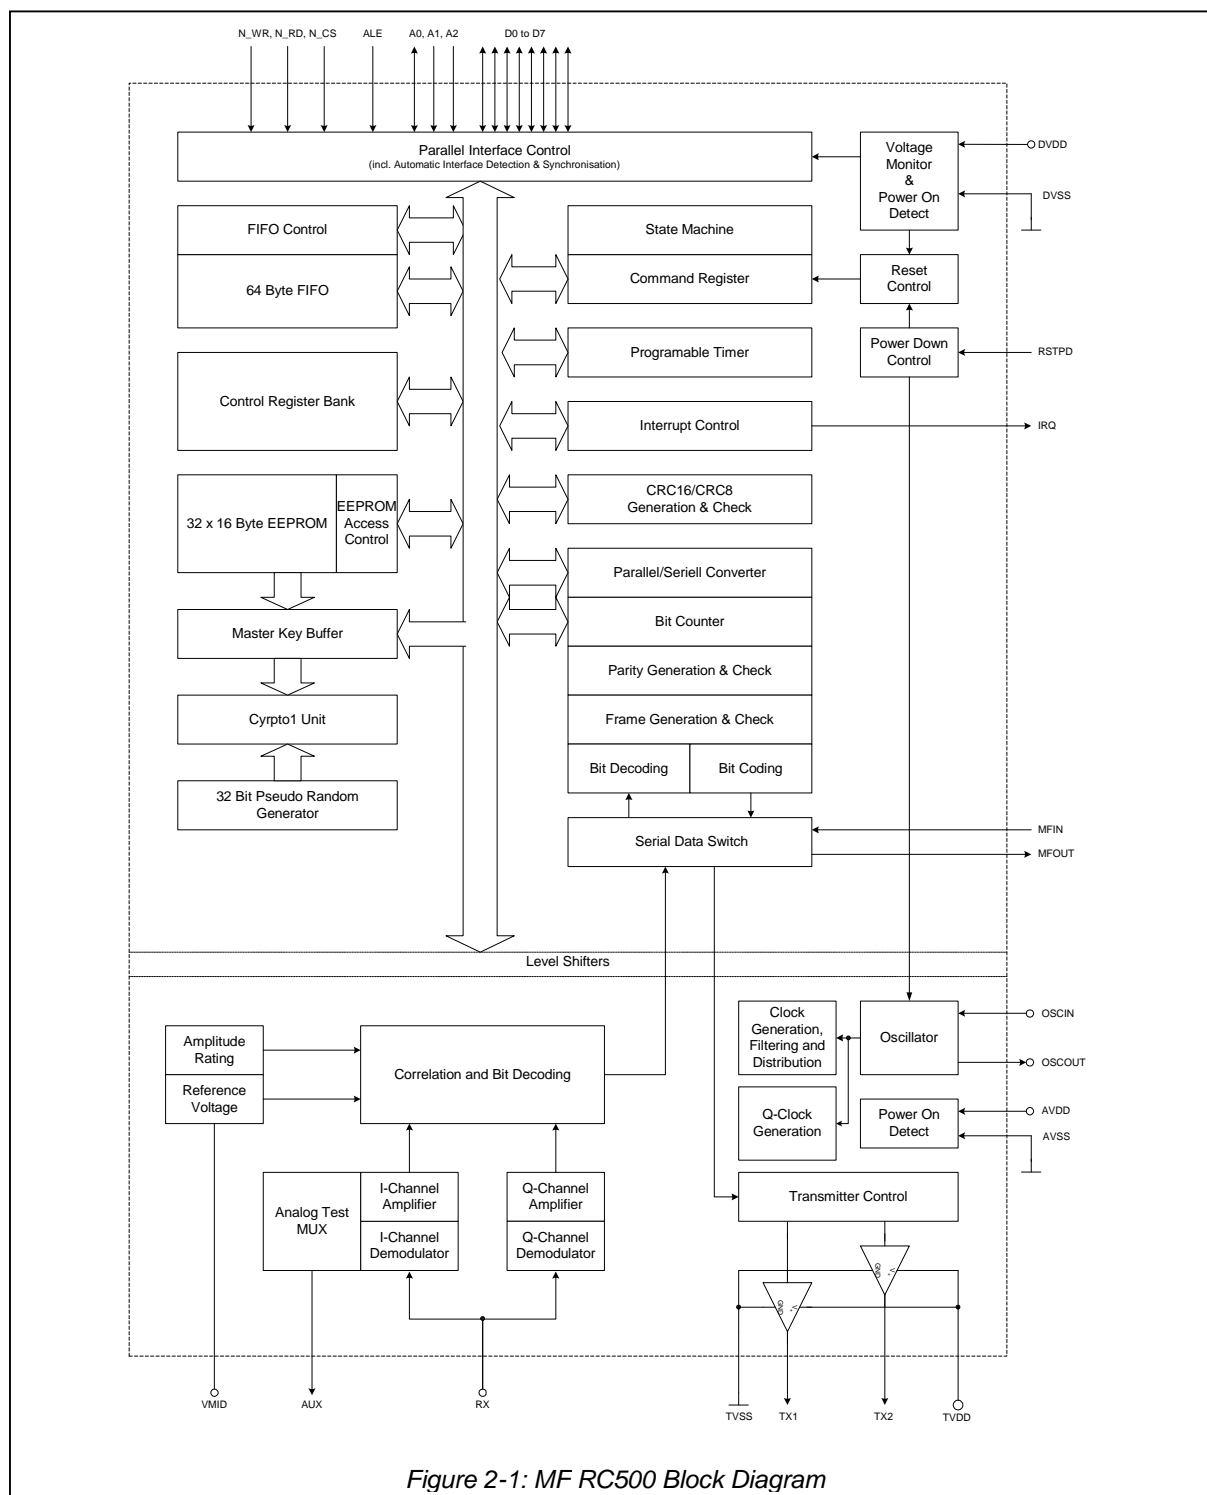 N_WR, N_RD, N_CS
ALE
A0, A1, A2
D0 to D7
Parallel Interface Control
(incl. Automatic Interface Detection & Synchronisation)
Voltage
Monitor
&
Power On
Detect
DVDD
DVSS
FIFO Control
64 Byte FIFO
State Machine
Command Register
Reset
Control
Programable Timer
Power Down
Control
RSTPD
Control Register Bank
Interrupt Control
IRQ
32 x 16 Byte EEPROM
EEPROM
Access
Control
CRC16/CRC8
Generation & Check
Parallel/Seriell Converter
Master Key Buffer
Bit Counter
Parity Generation & Check
Cyrpto1 Unit
Frame Generation & Check
Bit Decoding
Bit Coding
32 Bit Pseudo Random
Generator
Serial Data Switch
MFIN
MFOUT
Level Shifters
Amplitude
Rating
Reference
Voltage
Correlation and Bit Decoding
Clock
Generation,
Filtering and
Distribution
Oscillator
OSCIN
OSCOUT
Q-Clock
Generation
Power On
Detect
AVDD
AVSS
Analog Test
MUX
I-Channel
Amplifier
I-Channel
Demodulator
Q-Channel
Amplifier
Q-Channel
Demodulator
Transmitter Control
GND
V+
GND
V+
VMID
AUX
RX
TVSS
TX1
TX2
TVDD
Figure 2-1: MF RC500 Block Diagram